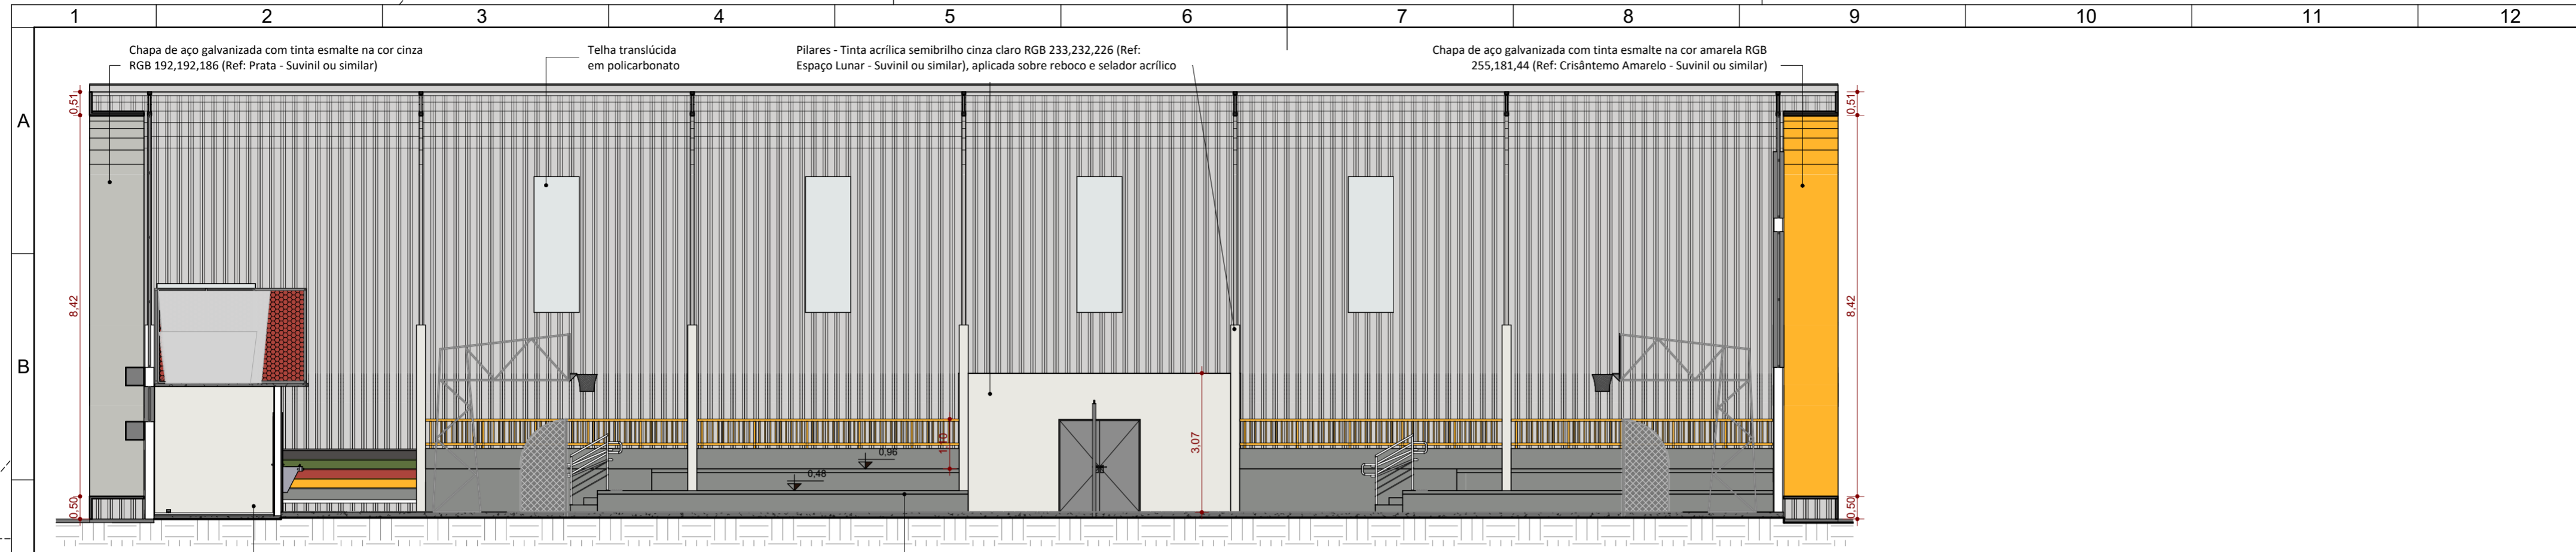 1 2 3 4 5 6 7 8 9 10 11 12
Chapa de aço galvanizada com tinta esmalte na cor cinza
RGB 192,192,186 (Ref: Prata - Suvinil ou similar)
Telha translúcida
em policarbonato
Pilares - Tinta acrílica semibrilho cinza claro RGB 233,232,226 (Ref:
Espaço Lunar - Suvinil ou similar), aplicada sobre reboco e selador acrílico
Chapa de aço galvanizada com tinta esmalte na cor amarela RGB
255,181,44 (Ref: Crisântemo Amarelo - Suvinil ou similar)
A
0,51
0,51
8,42
8,42
B
1,10
0,96
3,07
0,48
0,50
0,50